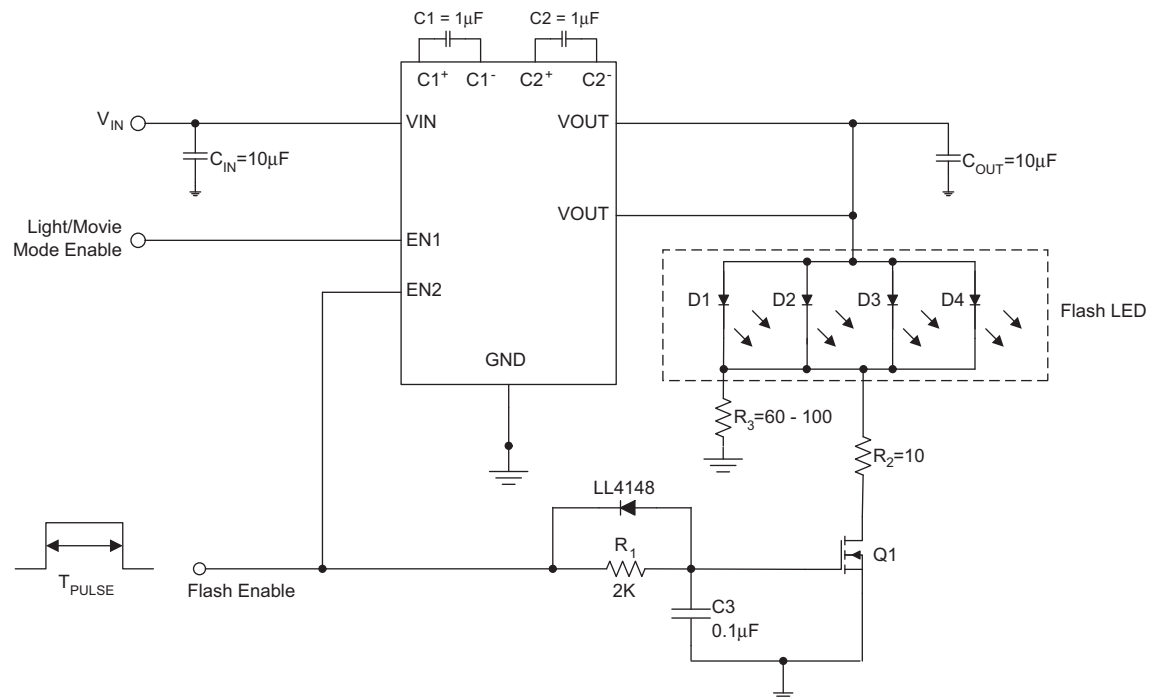 C1 = 1µF
C2 = 1µF
C1+
C1-
C2+
C2-
VIN
VIN
VOUT
CIN=10µF
COUT=10µF
VOUT
Light/Movie
Mode Enable
EN1
EN2
D1
D2
D3
D4
Flash LED
GND
R3=60 - 100
R2=10
LL4148
R1
2K
Q1
TPULSE
Flash Enable
C3
0.1µF